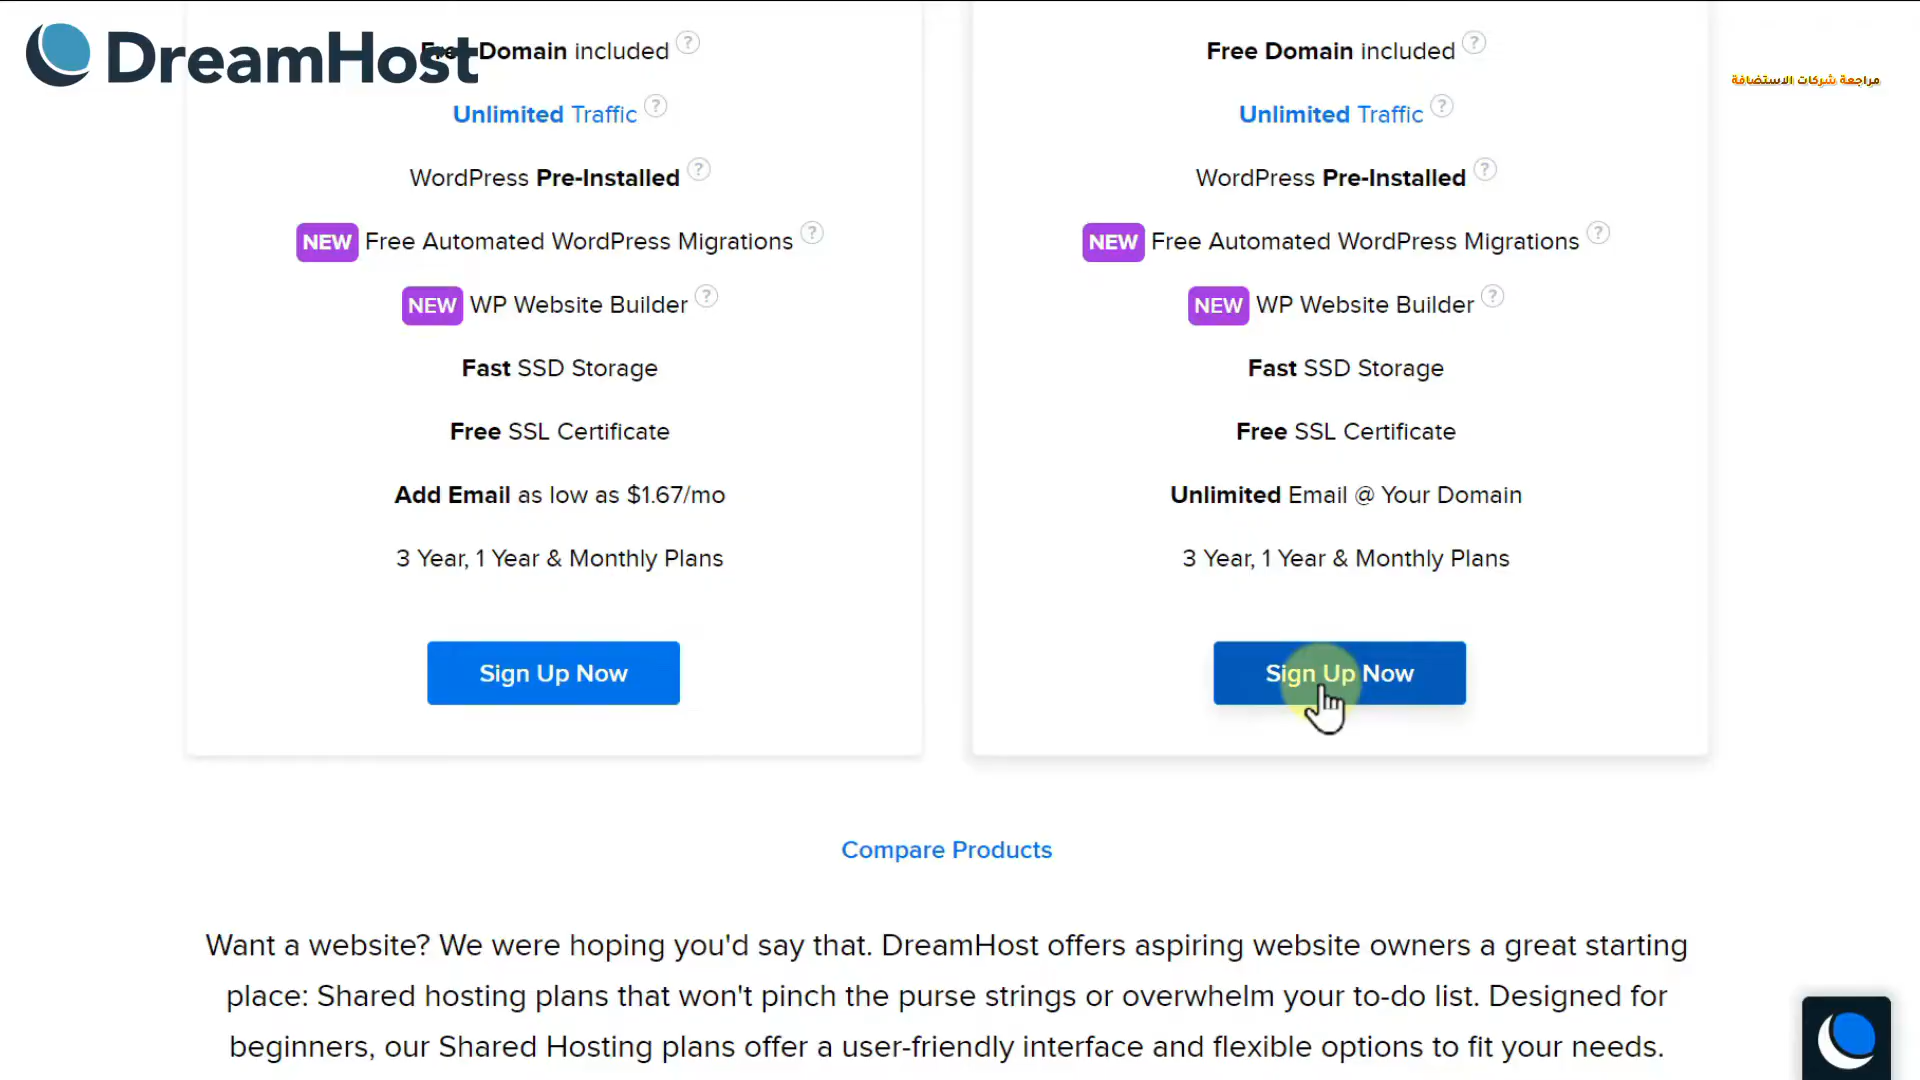 DreamHost
Free Domain included ?
Unlimited Traffic ?
WordPress Pre-Installed ?
NEW Free Automated WordPress Migrations ?
NEW WP Website Builder ?
Fast SSD Storage
Free SSL Certificate
Add Email as low as $1.67/mo
3 Year, 1 Year & Monthly Plans
Sign Up Now
Free Domain included ?
Unlimited Traffic ?
WordPress Pre-Installed ?
NEW Free Automated WordPress Migrations ?
NEW WP Website Builder ?
Fast SSD Storage
Free SSL Certificate
Unlimited Email @ Your Domain
3 Year, 1 Year & Monthly Plans
Sign Up Now
مراجعة شركات الاستضافة
Compare Products
Want a website? We were hoping you'd say that. DreamHost offers aspiring website owners a great starting
place: Shared hosting plans that won't pinch the purse strings or overwhelm your to-do list. Designed for
beginners, our Shared Hosting plans offer a user-friendly interface and flexible options to fit your needs.